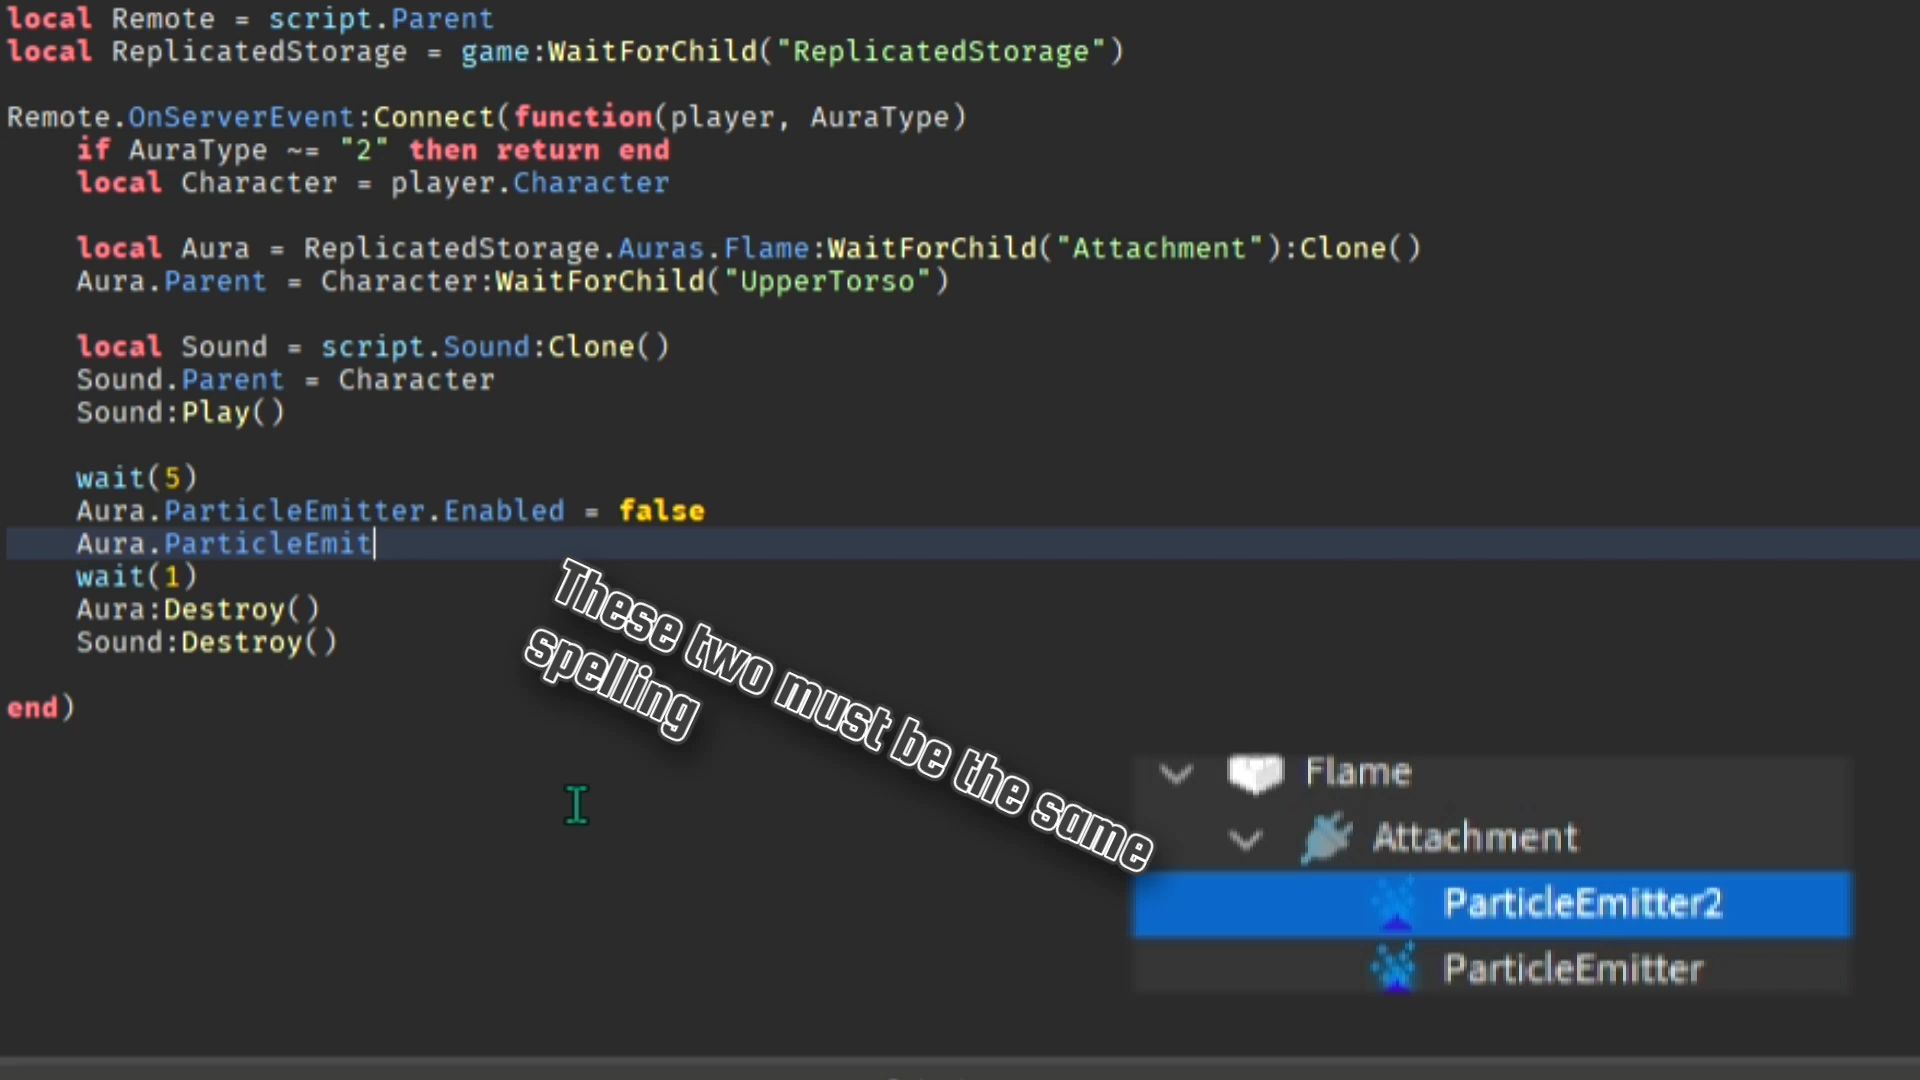 local Remote = script.Parent
local ReplicatedStorage = game:WaitForChild("ReplicatedStorage")
Remote.OnServerEvent:Connect(function(player, AuraType)
if AuraType ~= "2" then return end
local Character = player.Character
local Aura = ReplicatedStorage.Auras.Flame:WaitForChild("Attachment"):Clone()
Aura.Parent = Character:WaitForChild("UpperTorso")
local Sound = script.Sound:Clone()
Sound.Parent = Character
Sound:Play()
wait(5)
Aura.ParticleEmitter.Enabled = false
Aura.ParticleEmit
wait(1)
Aura:Destroy()
Sound:Destroy()
end)
These two must be the same
spelling
Flame
Attachment
ParticleEmitter2
ParticleEmitter